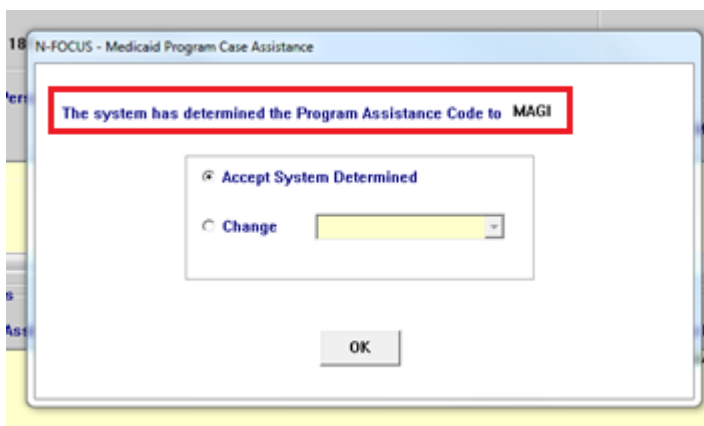 18
N-FOCUS - Medicaid Program Case Assistance
The system has determined the Program Assistance Code to MAGI
Accept System Determined
Change
OK